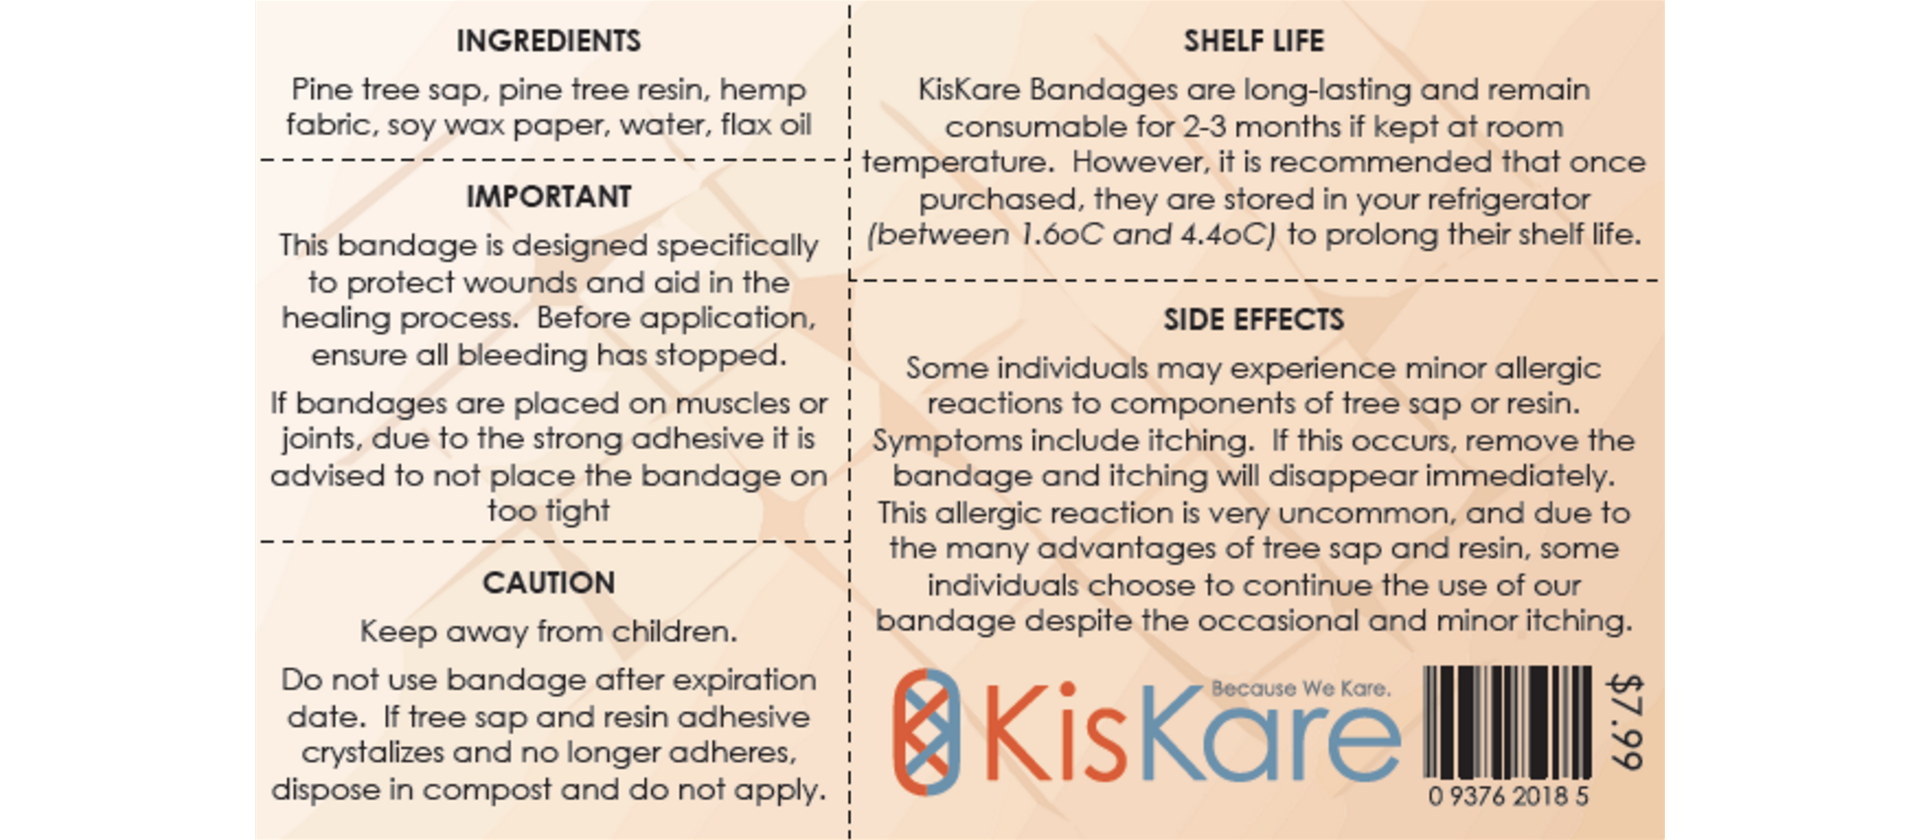 INGREDIENTS
Pine tree sap, pine tree resin, hemp
fabric, soy wax paper, water, flax oil
IMPORTANT
This bandage is designed specifically
to protect wounds and aid in the
healing process.  Before application,
ensure all bleeding has stopped.
If bandages are placed on muscles or
joints, due to the strong adhesive it is
advised to not place the bandage on
too tight
CAUTION
Keep away from children.
Do not use bandage after expiration
date.  If tree sap and resin adhesive
crystalizes and no longer adheres,
dispose in compost and do not apply.
SHELF LIFE
KisKare Bandages are long-lasting and remain
consumable for 2-3 months if kept at room
temperature.  However, it is recommended that once
purchased, they are stored in your refrigerator
(between 1.6oC and 4.4oC) to prolong their shelf life.
SIDE EFFECTS
Some individuals may experience minor allergic
reactions to components of tree sap or resin.
Symptoms include itching.  If this occurs, remove the
bandage and itching will disappear immediately.
This allergic reaction is very uncommon, and due to
the many advantages of tree sap and resin, some
individuals choose to continue the use of our
bandage despite the occasional and minor itching.
Because We Kare.
KisKare
0 9376 2018 5
$7.99